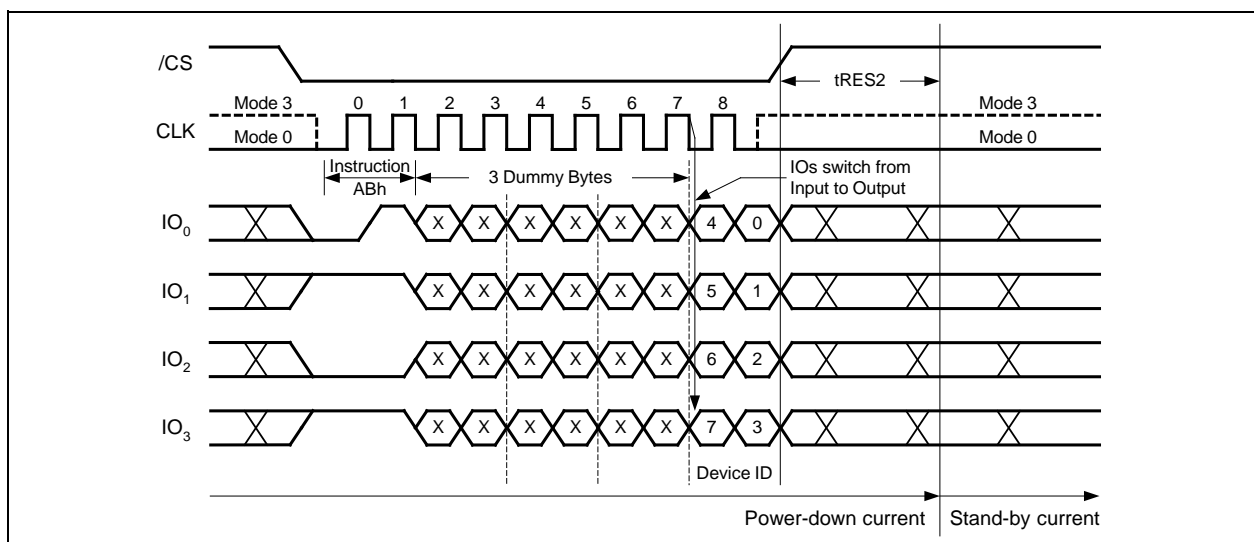 /CS
tRES2
Mode 3 0 1 2 3 4 5 6 7 8 Mode 3
CLK
Mode 0 Mode 0
Instruction
ABh
3 Dummy Bytes
IOs switch from
Input to Output
IO0 X X X X X X 4 0
IO1 X X X X X X 5 1
IO2 X X X X X X 6 2
IO3 X X X X X X 7 3
Device ID
Power-down current Stand-by current